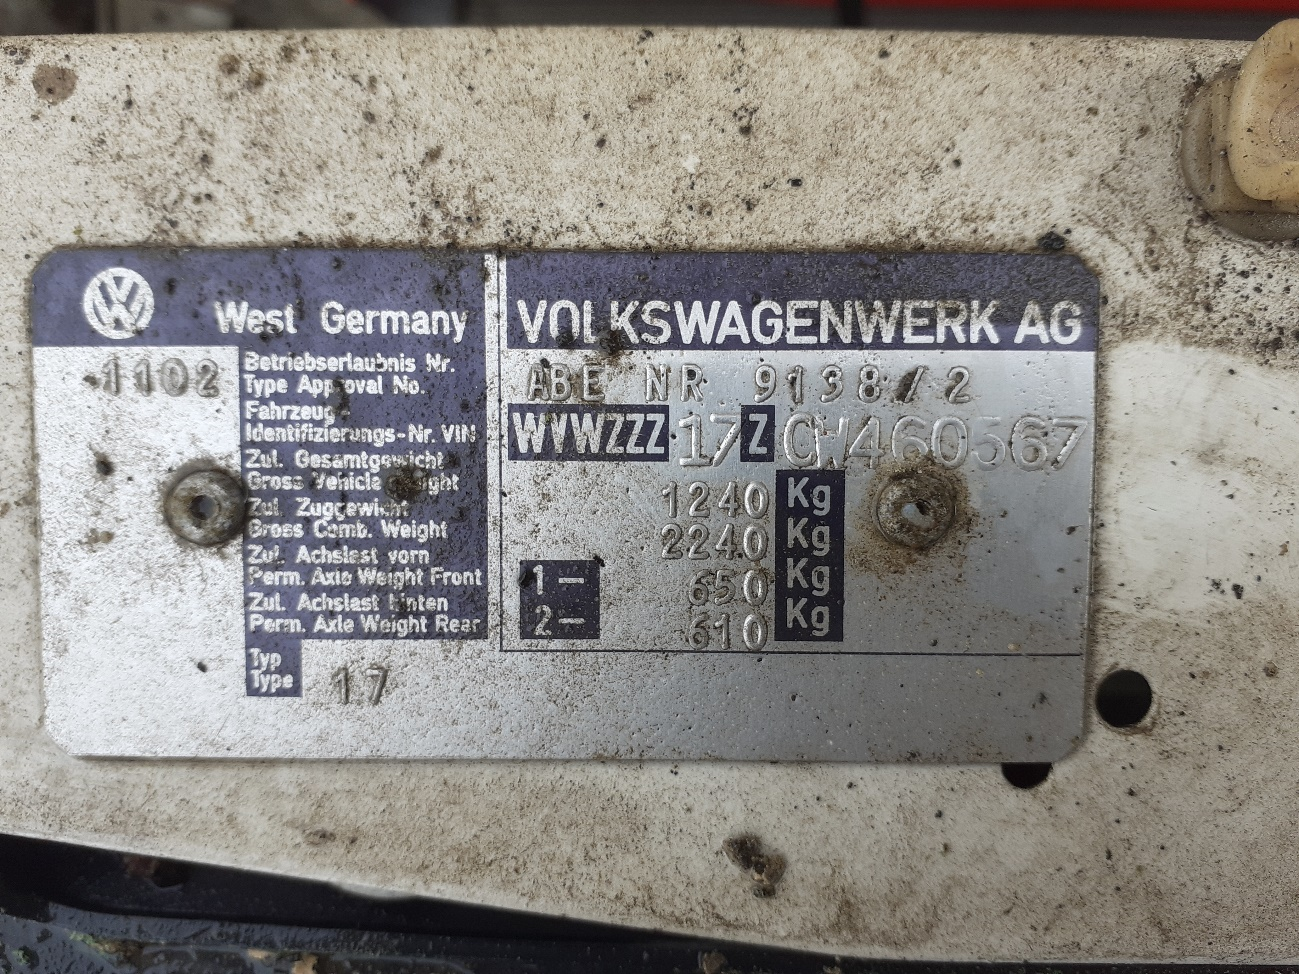 West Germany
VOLKSWAGENWERK AG
1102
Betriebserlaubnis Nr.
Type Approval No.
ABE NR 9138/2
Fahrzeug-
Identifizierungs-Nr. VIN
WVWZZZ 17 Z CW460567
Zul. Gesamtgewicht
Gross Vehicle Weight
1240 Kg
Zul. Zuggewicht
Gross Comb. Weight
2240 Kg
Zul. Achslast vorn
Perm. Axle Weight Front
1- 650 Kg
Zul. Achslast hinten
Perm. Axle Weight Rear
2- 610 Kg
Typ
Type
17